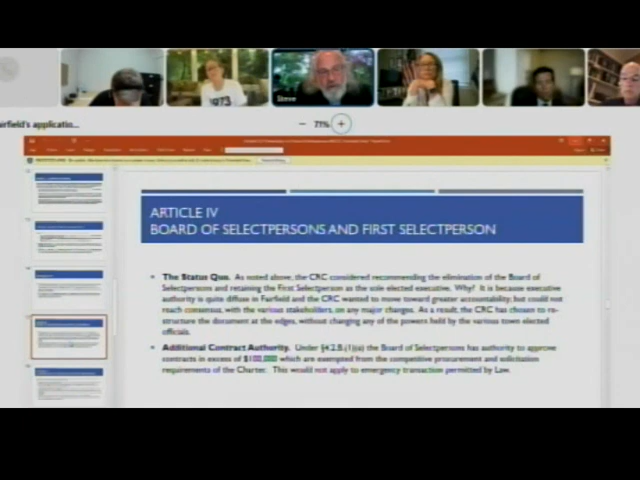 1973
Steve
irfield's applicatio...
71%
ARTICLE IV
BOARD OF SELECTPERSONS AND FIRST SELECTPERSON
The Status Quo. As noted above, the CRC considered recommending the elimination of the Board of
Selectpersons and retaining the First Selectperson as the sole elected executive. Why? It is because executive
authority is quite diffuse in Fairfield and the CRC wanted to move toward greater accountability; but could not
reach consensus, with the various stakeholders, on any major changes. As a result, the CRC has chosen to re-
structure the document at the edges, without changing any of the powers held by the various town elected
officials.
Additional Contract Authority. Under §4.2.B.(1)(a) the Board of Selectpersons has authority to approve
contracts in excess of $100,000 which are exempted from the competitive procurement and solicitation
requirements of the Charter. This would not apply to emergency transaction permitted by Law.